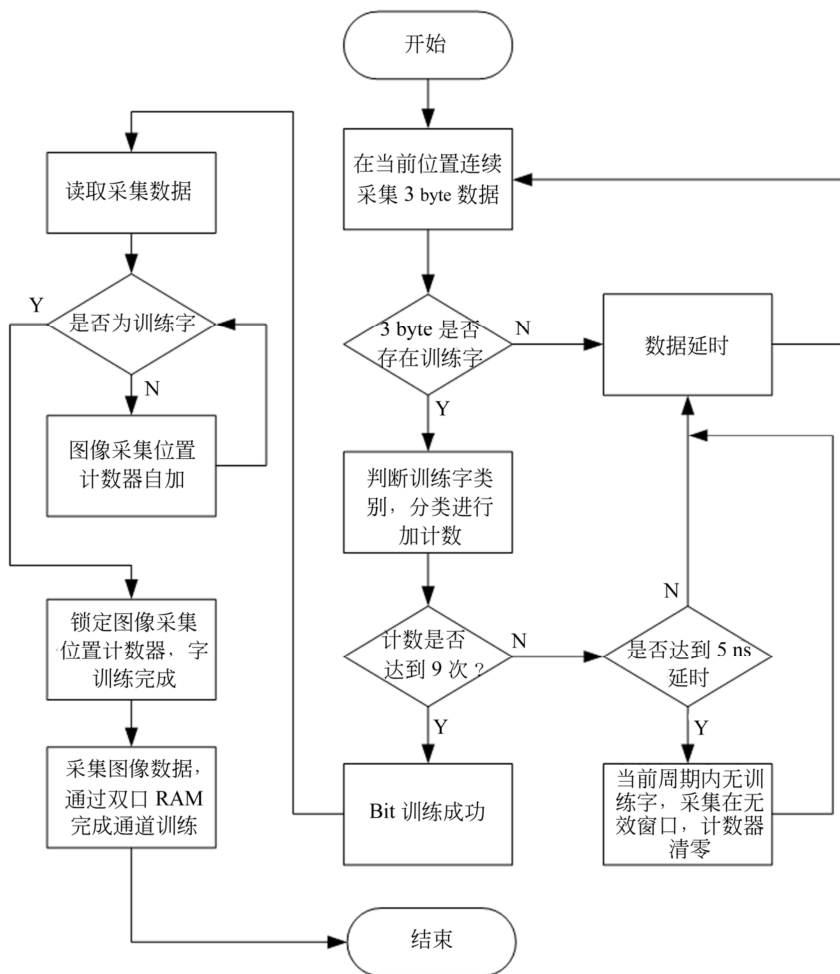 开始
在当前位置连续
采集 3 byte 数据
3 byte 是否
存在训练字
N
数据延时
Y
判断训练字类
别，分类进行
加计数
计数是否
达到 9 次？
N
是否达到 5 ns
延时
N
Y
当前周期内无训
练字，采集在无
效窗口，计数器
清零
Y
Bit 训练成功
读取采集数据
是否为训练字
Y
N
图像采集位置
计数器自加
锁定图像采集
位置计数器，字
训练完成
采集图像数据，
通过双口 RAM
完成通道训练
结束